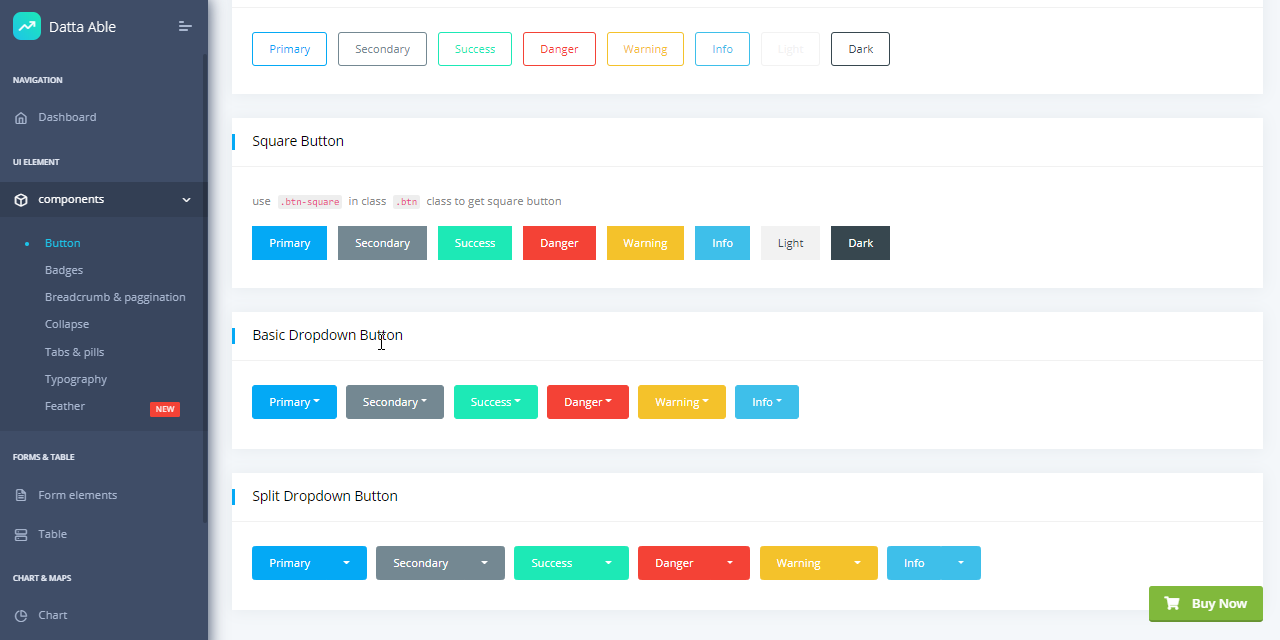 Datta Able
NAVIGATION
Dashboard
UI ELEMENT
components
Button
Badges
Breadcrumb & paggination
Collapse
Tabs & pills
Typography
Feather NEW
FORMS & TABLE
Form elements
Table
CHART & MAPS
Chart
Primary Secondary Success Danger Warning Info Light Dark
Square Button
use .btn-square in class .btn class to get square button
Primary Secondary Success Danger Warning Info Light Dark
Basic Dropdown Button
Primary Secondary Success Danger Warning Info
Split Dropdown Button
Primary Secondary Success Danger Warning Info
Buy Now